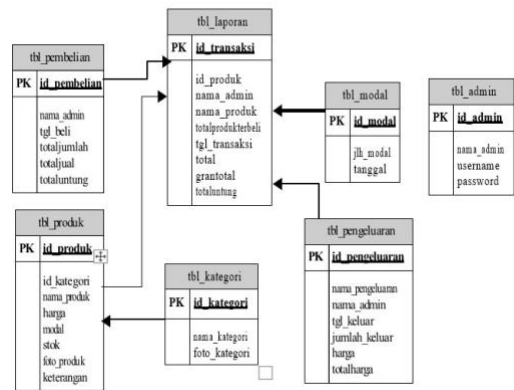 tbl_laporan
PK id_transaksi
id_produk
nama_admin
nama_produk
totalprodukterbeli
tgl_transaksi
total
grantotal
totaluntung
tbl_pembelian
PK id_pembelian
nama_admin
tgl_beli
totaljumlah
totaljual
totaluntung
tbl_modal
PK id_modal
jlh_modal
tanggal
tbl_admin
PK id_admin
nama_admin
username
password
tbl_produk
PK id_produk
id_kategori
nama_produk
harga
modal
stok
foto_produk
keterangan
tbl_kategori
PK id_kategori
nama_kategori
foto_kategori
tbl_pengeluaran
PK id_pengeluaran
nama_pengeluaran
nama_admin
tgl_keluar
jumlah_keluar
harga
totalharga